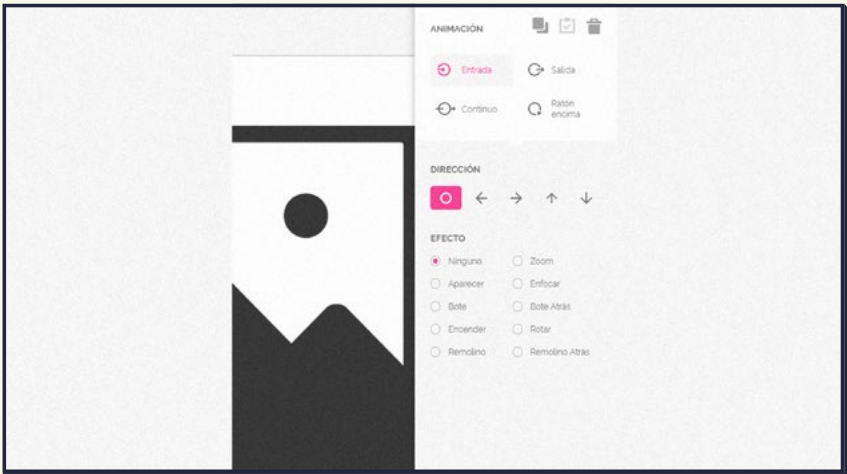 ANIMACIÓN
Entrada
Salida
Continuo
Ratón
encima
DIRECCIÓN
EFECTO
Ninguno
Zoom
Aparecer
Enfocar
Bote
Bote Atrás
Encender
Rotar
Remolino
Remolino Atrás